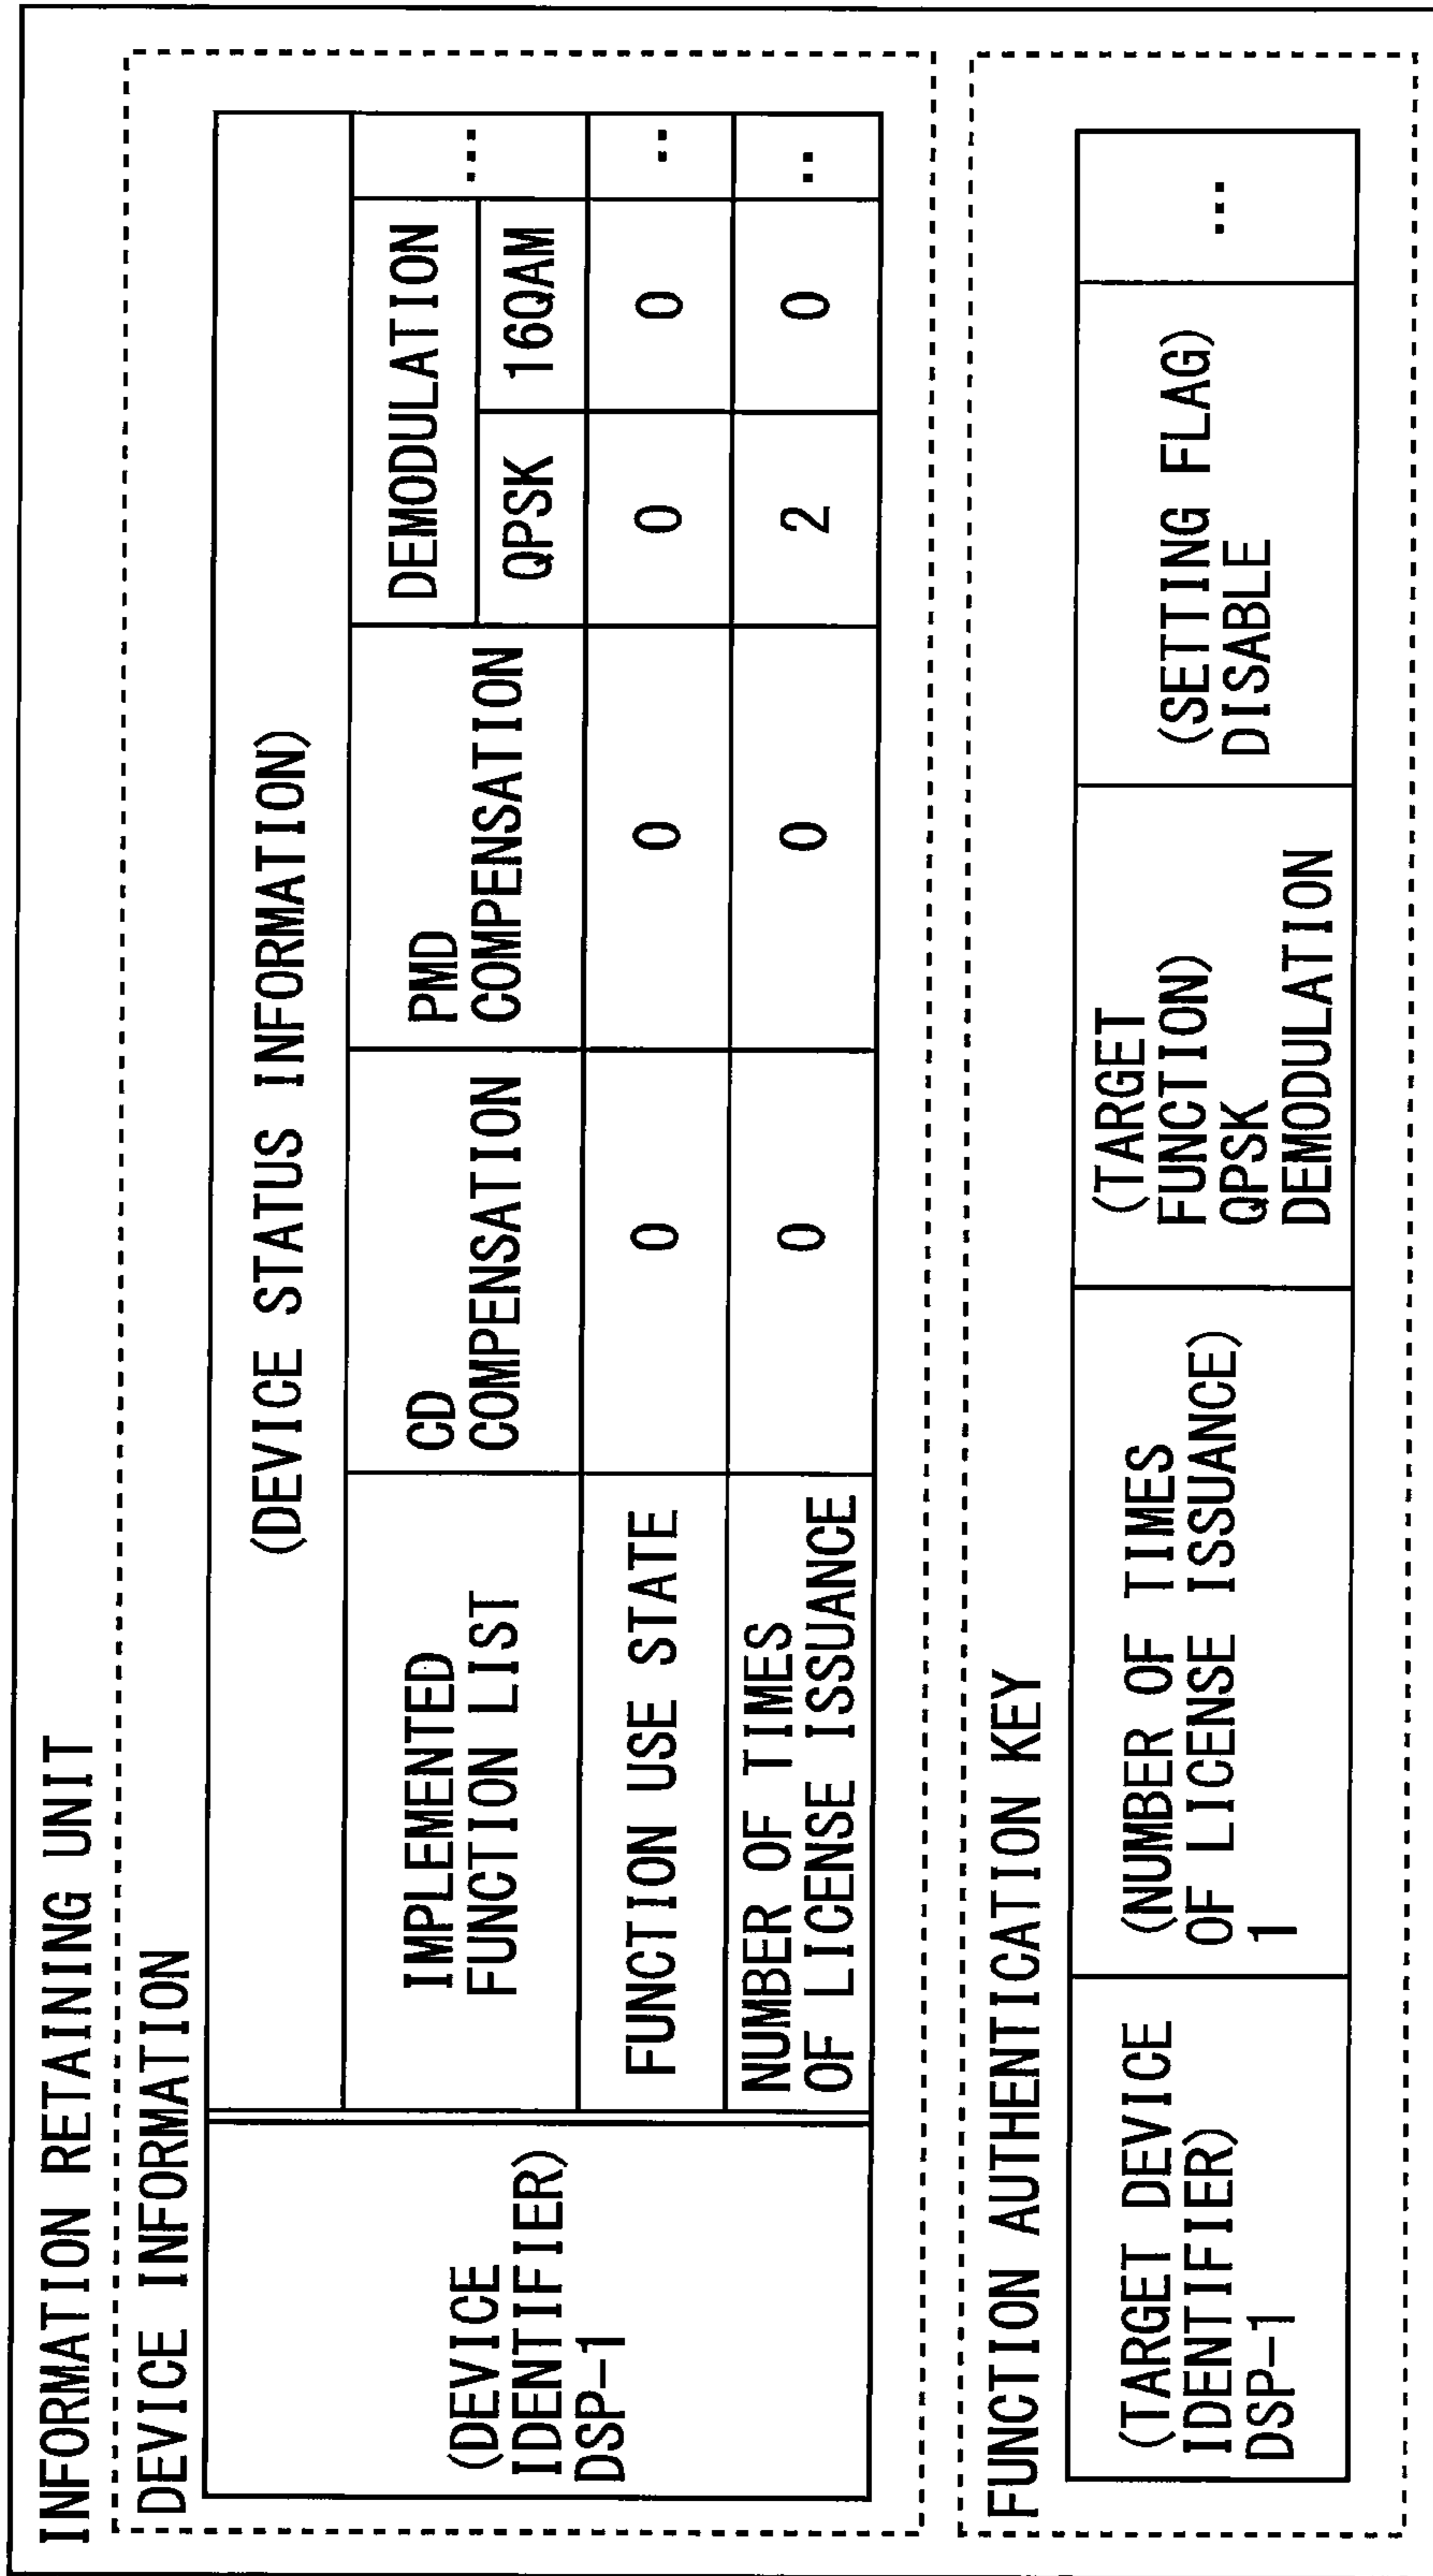 INFORMATION RETAINING UNIT
DEVICE INFORMATION
(DEVICE
IDENTIFIER)
DSP-1
(DEVICE STATUS INFORMATION)
IMPLEMENTED
FUNCTION LIST
CD
COMPENSATION
PMD
COMPENSATION
DEMODULATION
QPSK
16QAM
...
FUNCTION USE STATE
0
0
0
0
..
NUMBER OF TIMES
OF LICENSE ISSUANCE
0
0
2
0
..
FUNCTION AUTHENTICATION KEY
(TARGET DEVICE
IDENTIFIER)
DSP-1
(NUMBER OF TIMES
OF LICENSE ISSUANCE)
1
(TARGET
FUNCTION)
QPSK
DEMODULATION
(SETTING FLAG)
DISABLE
...